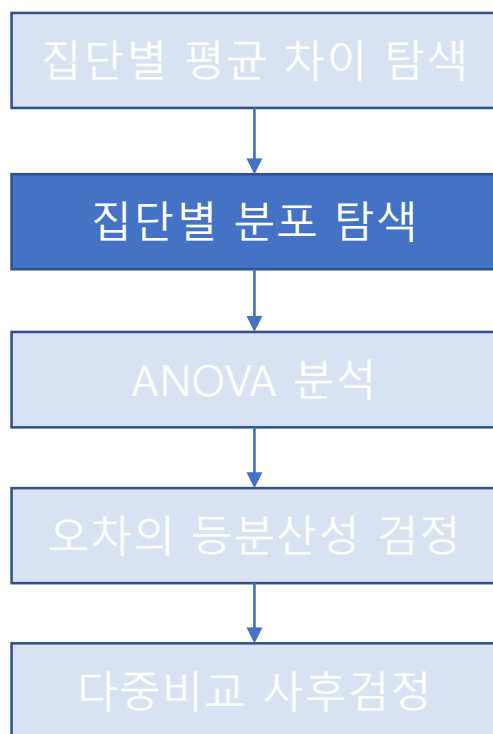 집단별 평균 차이 탐색
집단별 분포 탐색
ANOVA 분석
오차의 등분산성 검정
다중비교 사후검정